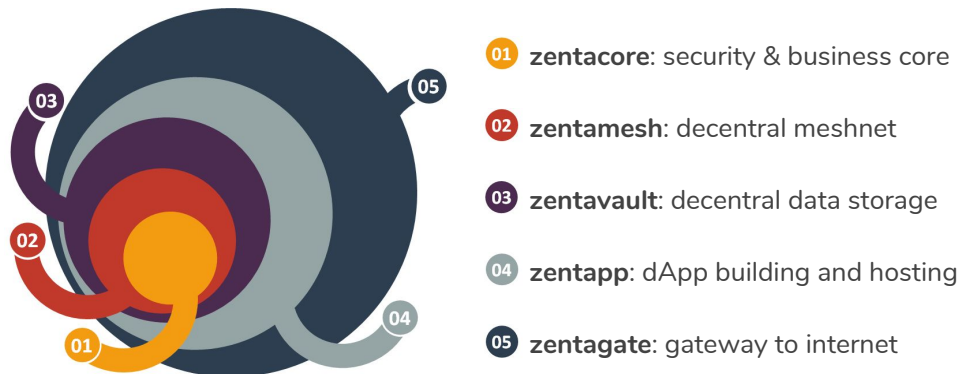 03
05
02
01
04
01 zentacore: security & business core
02 zentamesh: decentral meshnet
03 zentavault: decentral data storage
04 zentapp: dApp building and hosting
05 zentagate: gateway to internet